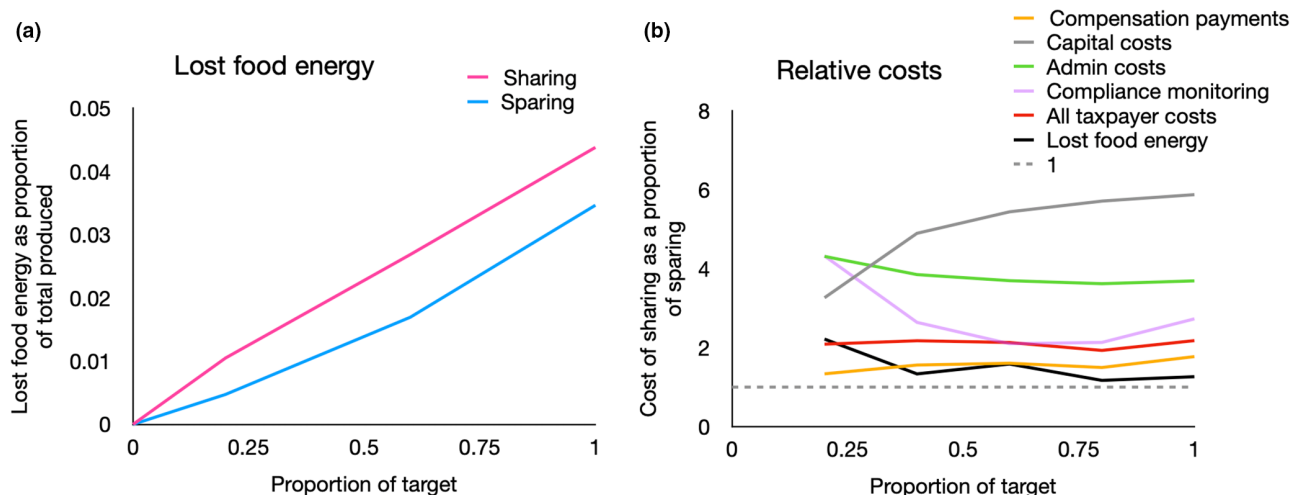 (a)
Lost food energy
Sharing
Sparing
Lost food energy as proportion
of total produced
0.05
0.04
0.03
0.02
0.01
0
0
0.25
0.5
0.75
1
Proportion of target
(b)
Relative costs
Compensation payments
Capital costs
Admin costs
Compliance monitoring
All taxpayer costs
Lost food energy
1
Cost of sharing as a proportion
of sparing
8
6
4
2
0
0
0.25
0.5
0.75
1
Proportion of target